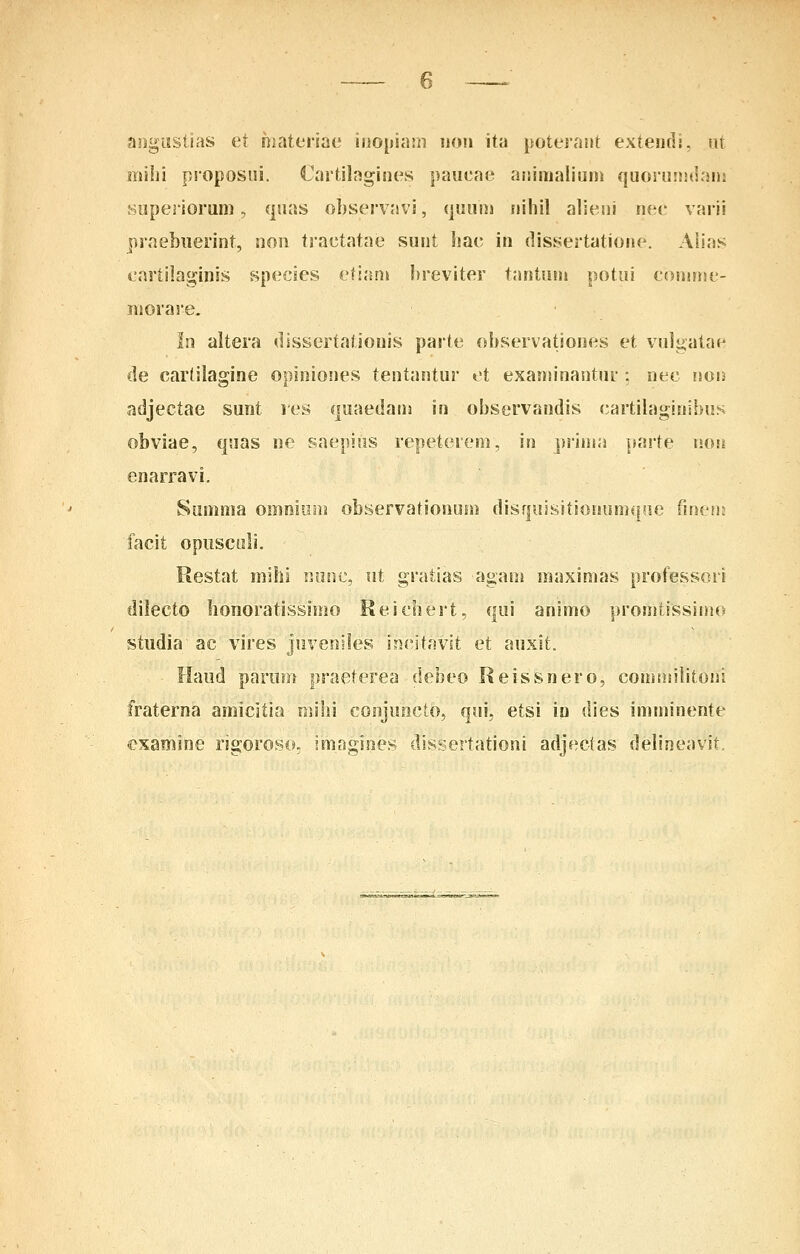 — 6 —
angustias et materiae inopiam non ita poterant extendi, ut
mihi proposui. Cartilagines paucae animalium quorumdam
superiorum, quas observavi, quum nihil alieni nec varii
praebuerint, non tractatae sunt hac in dissertatione. Alias
cartilaginis species etiam breviter tantum potui comme-
morare.
In altera dissertationis parte observationes et vulgatae
de cartilagine opiniones tentantur et examinantur; nec non
adjectae sunt res quaedam in observandis cartilaginibus
obviae, quas ne saepius repeterem, in prima parte non
enarravi.
Summa omnium observationum disquisitionumque finem
facit opusculi.
Restat mihi nunc, ut gratias agam maximas professori
dilecto honoratissimo Reichert, qui animo promtissimo
studia ac vires juveniles incitavit et auxit.
Haud parum praeterea debeo Reissnero, commilitoni
fraterna amicitia mihi conjuncto, qui, etsi in dies imminente
examine rigoroso, imagines dissertationi adjectas delineavit.